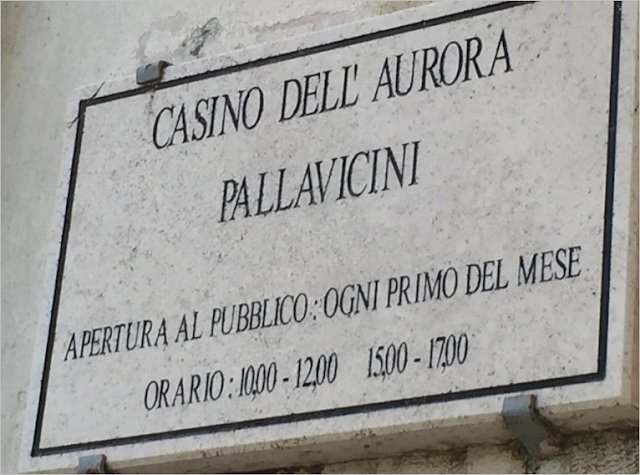 CASINO DELL' AURORA
PALLAVICINI
APERTURA AL PUBBLICO: OGNI PRIMO DEL MESE
ORARIO: 10,00 - 12,00 15,00 - 17,00